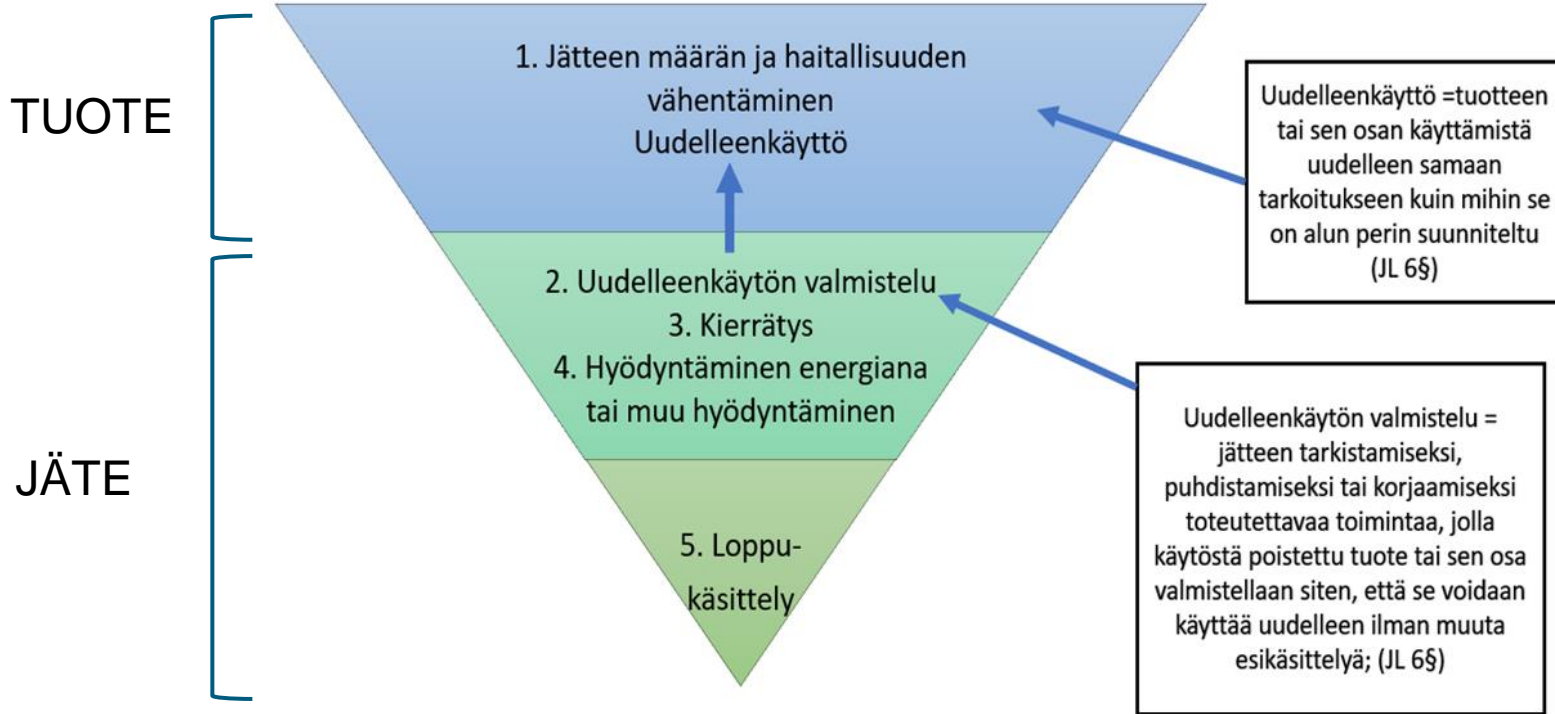 TUOTE
1. Jätteen määrän ja haitallisuuden
vähentäminen
Uudelleenkäyttö
Uudelleenkäyttö =tuotteen
tai sen osan käyttämistä
uudelleen samaan
tarkoitukseen kuin mihin se
on alun perin suunniteltu
(JL 6§)
JÄTE
2. Uudelleenkäytön valmistelu
3. Kierrätys
4. Hyödyntäminen energiana
tai muu hyödyntäminen
5. Loppu-
käsittely
Uudelleenkäytön valmistelu =
jätteen tarkistamiseksi,
puhdistamiseksi tai korjaamiseksi
toteutettavaa toimintaa, jolla
käytöstä poistettu tuote tai sen osa
valmistellaan siten, että se voidaan
käyttää uudelleen ilman muuta
esikäsittelyä; (JL 6§)